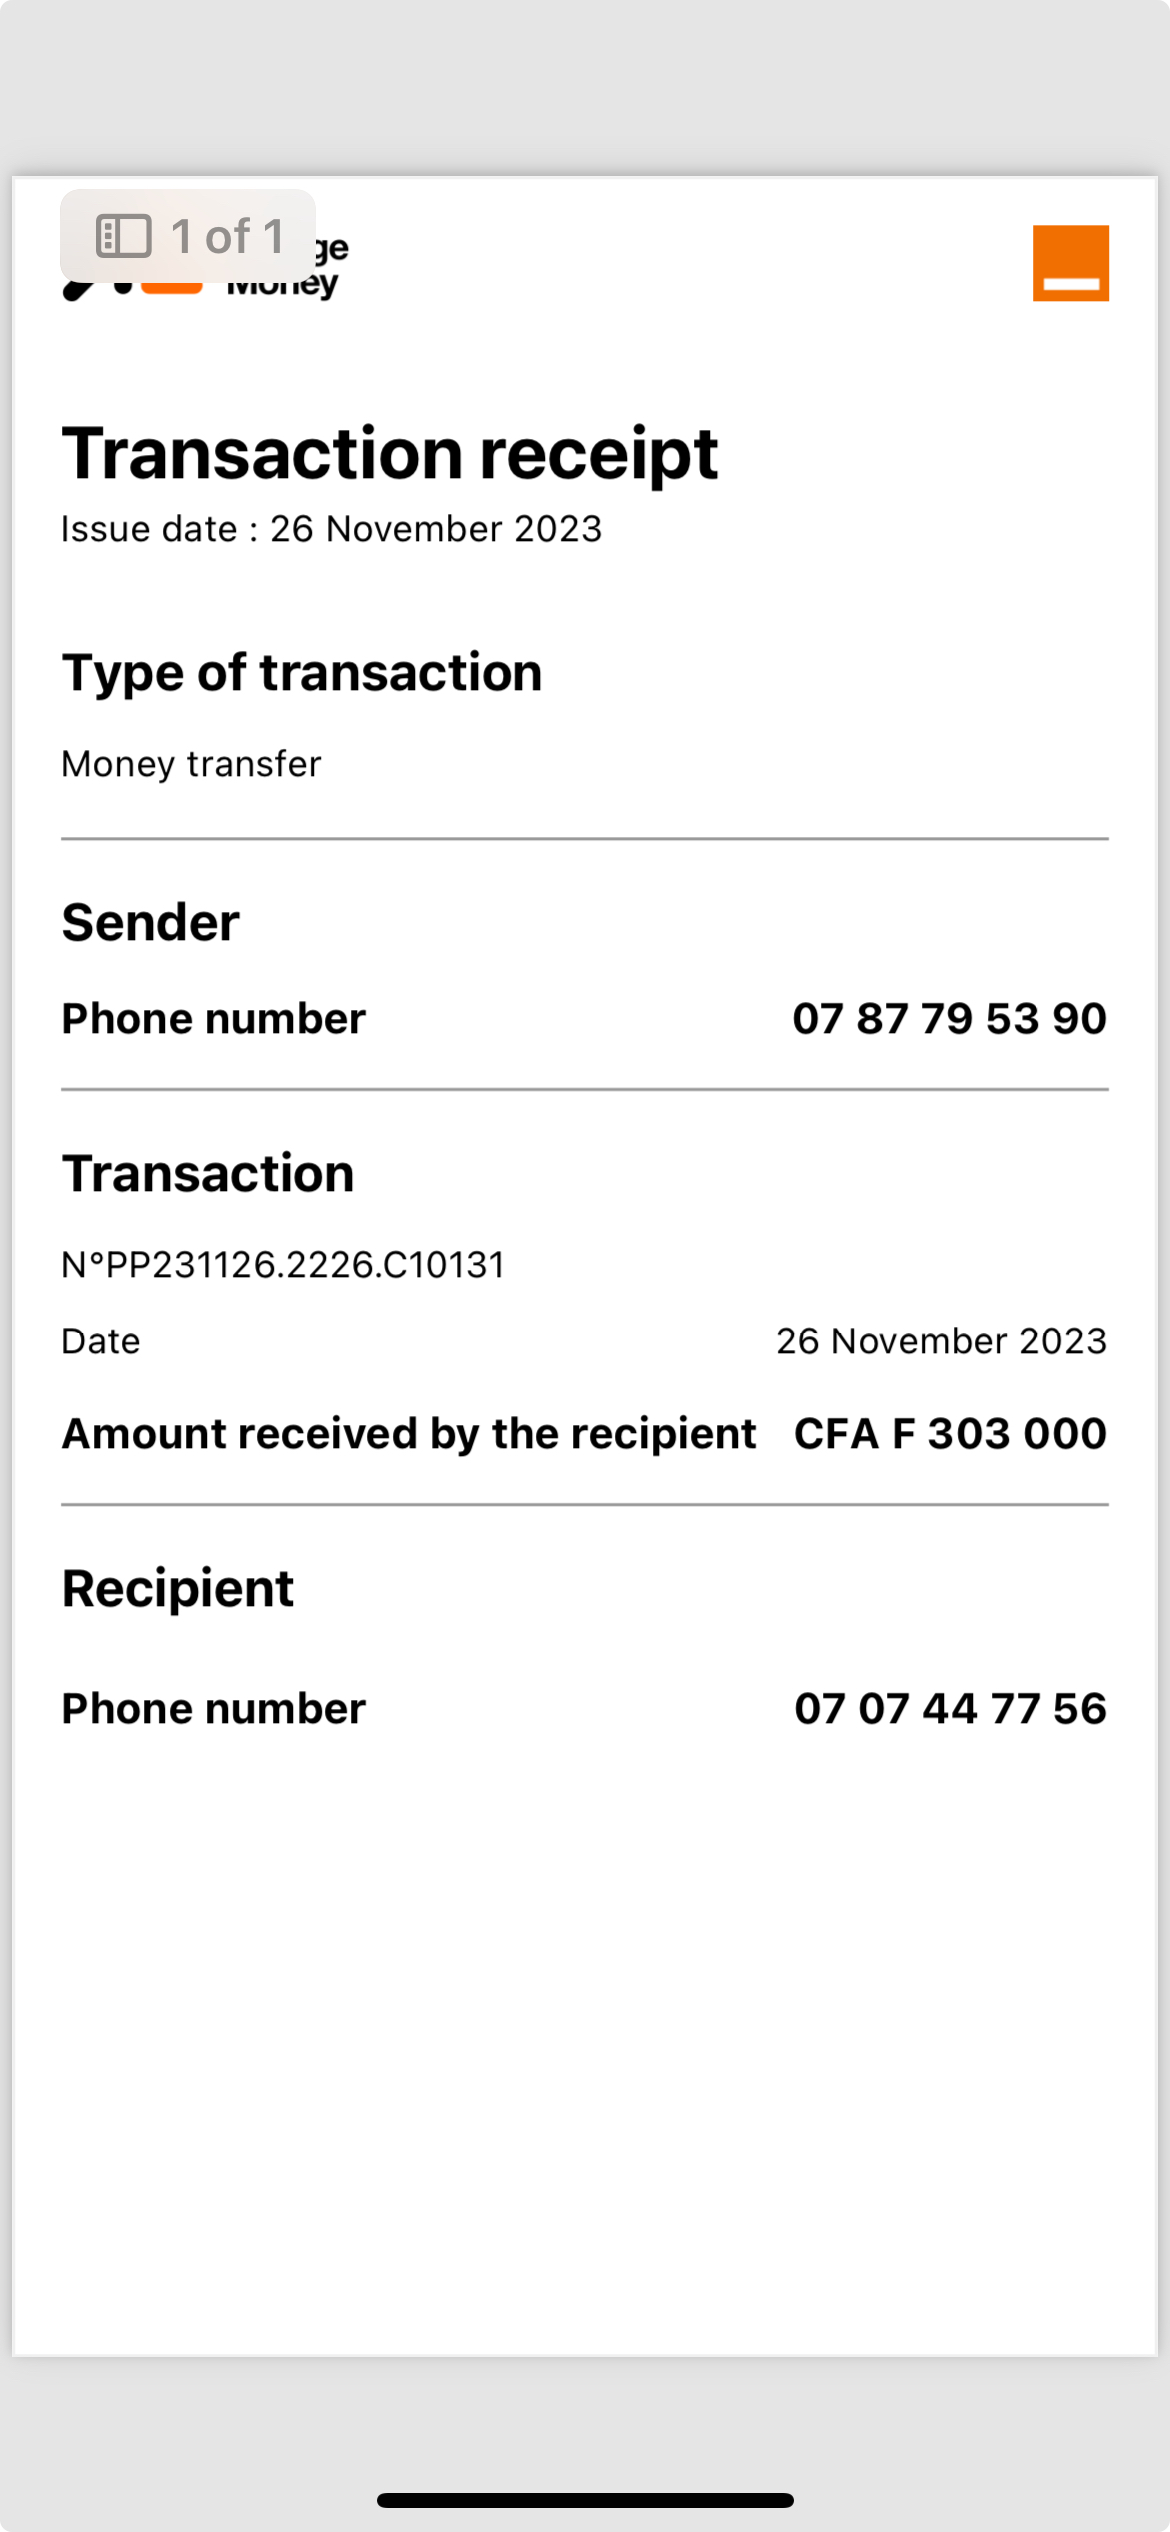 1 of 1
Money
Transaction receipt
Issue date : 26 November 2023
Type of transaction
Money transfer
Sender
Phone number 07 87 79 53 90
Transaction
N°PP231126.2226.C10131
Date 26 November 2023
Amount received by the recipient CFA F 303 000
Recipient
Phone number 07 07 44 77 56